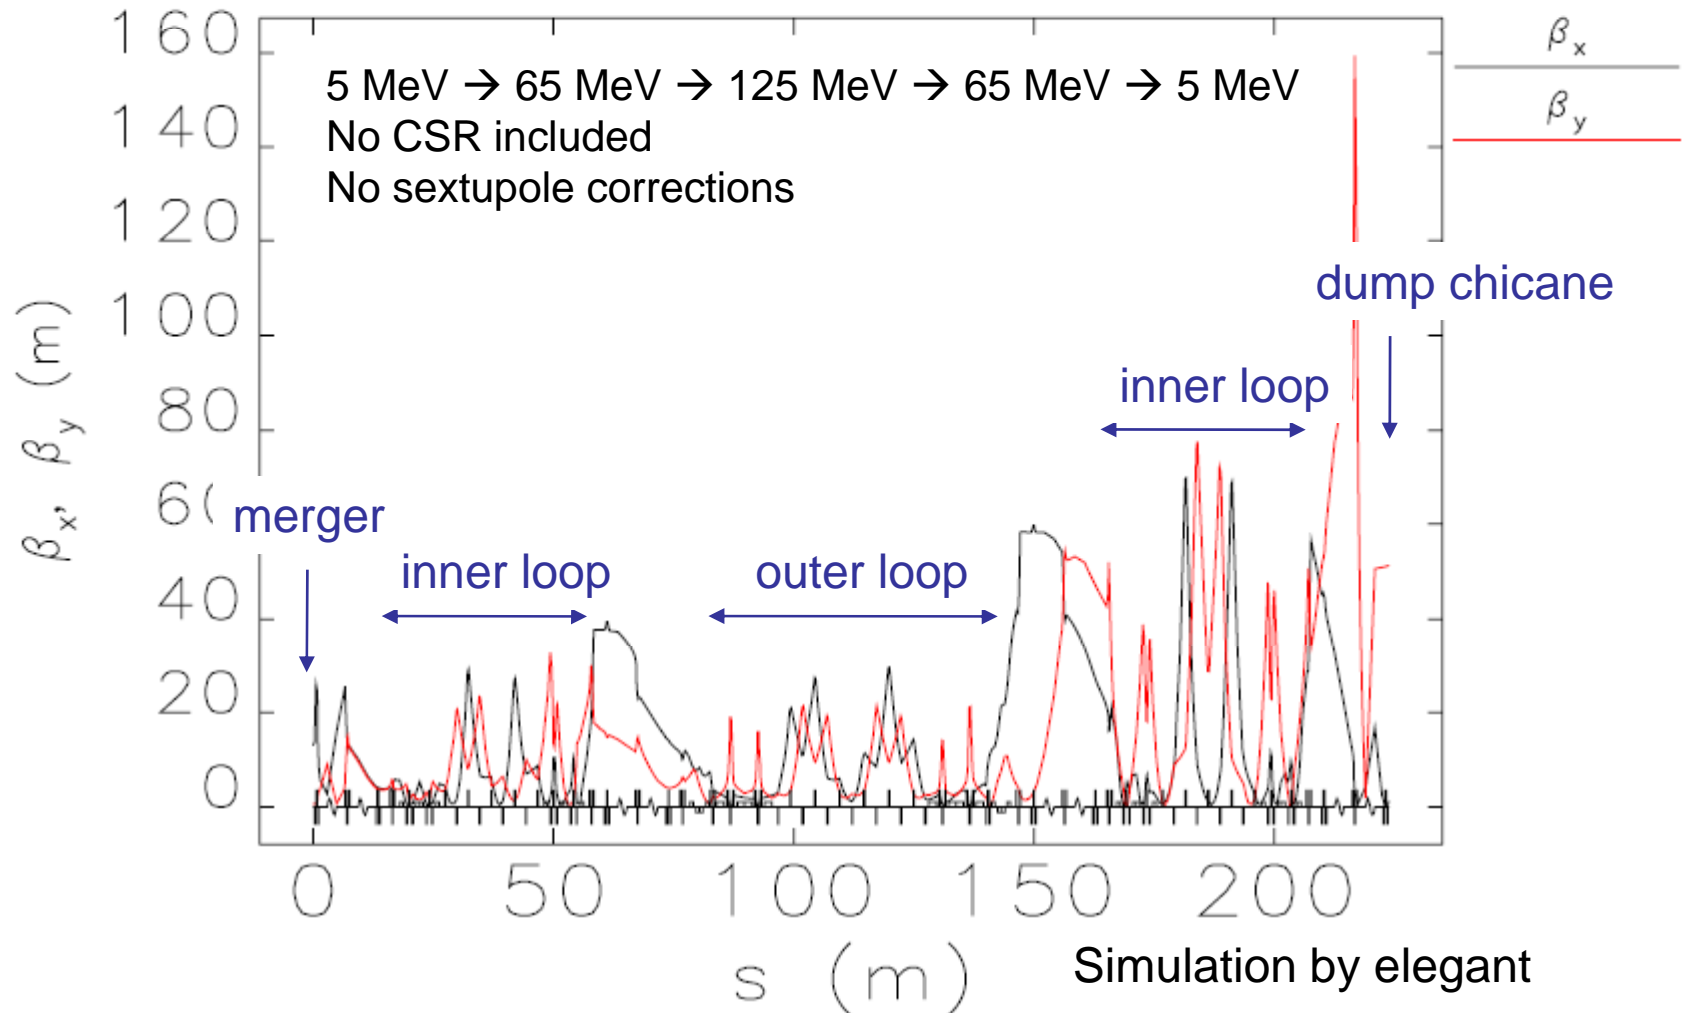 160
140
120
100
80
60
40
20
0
βx, βy (m)
βx
βy
5 MeV → 65 MeV → 125 MeV → 65 MeV → 5 MeV
No CSR included
No sextupole corrections
dump chicane
inner loop
merger
inner loop
outer loop
0 50 100 150 200
s (m)
Simulation by elegant